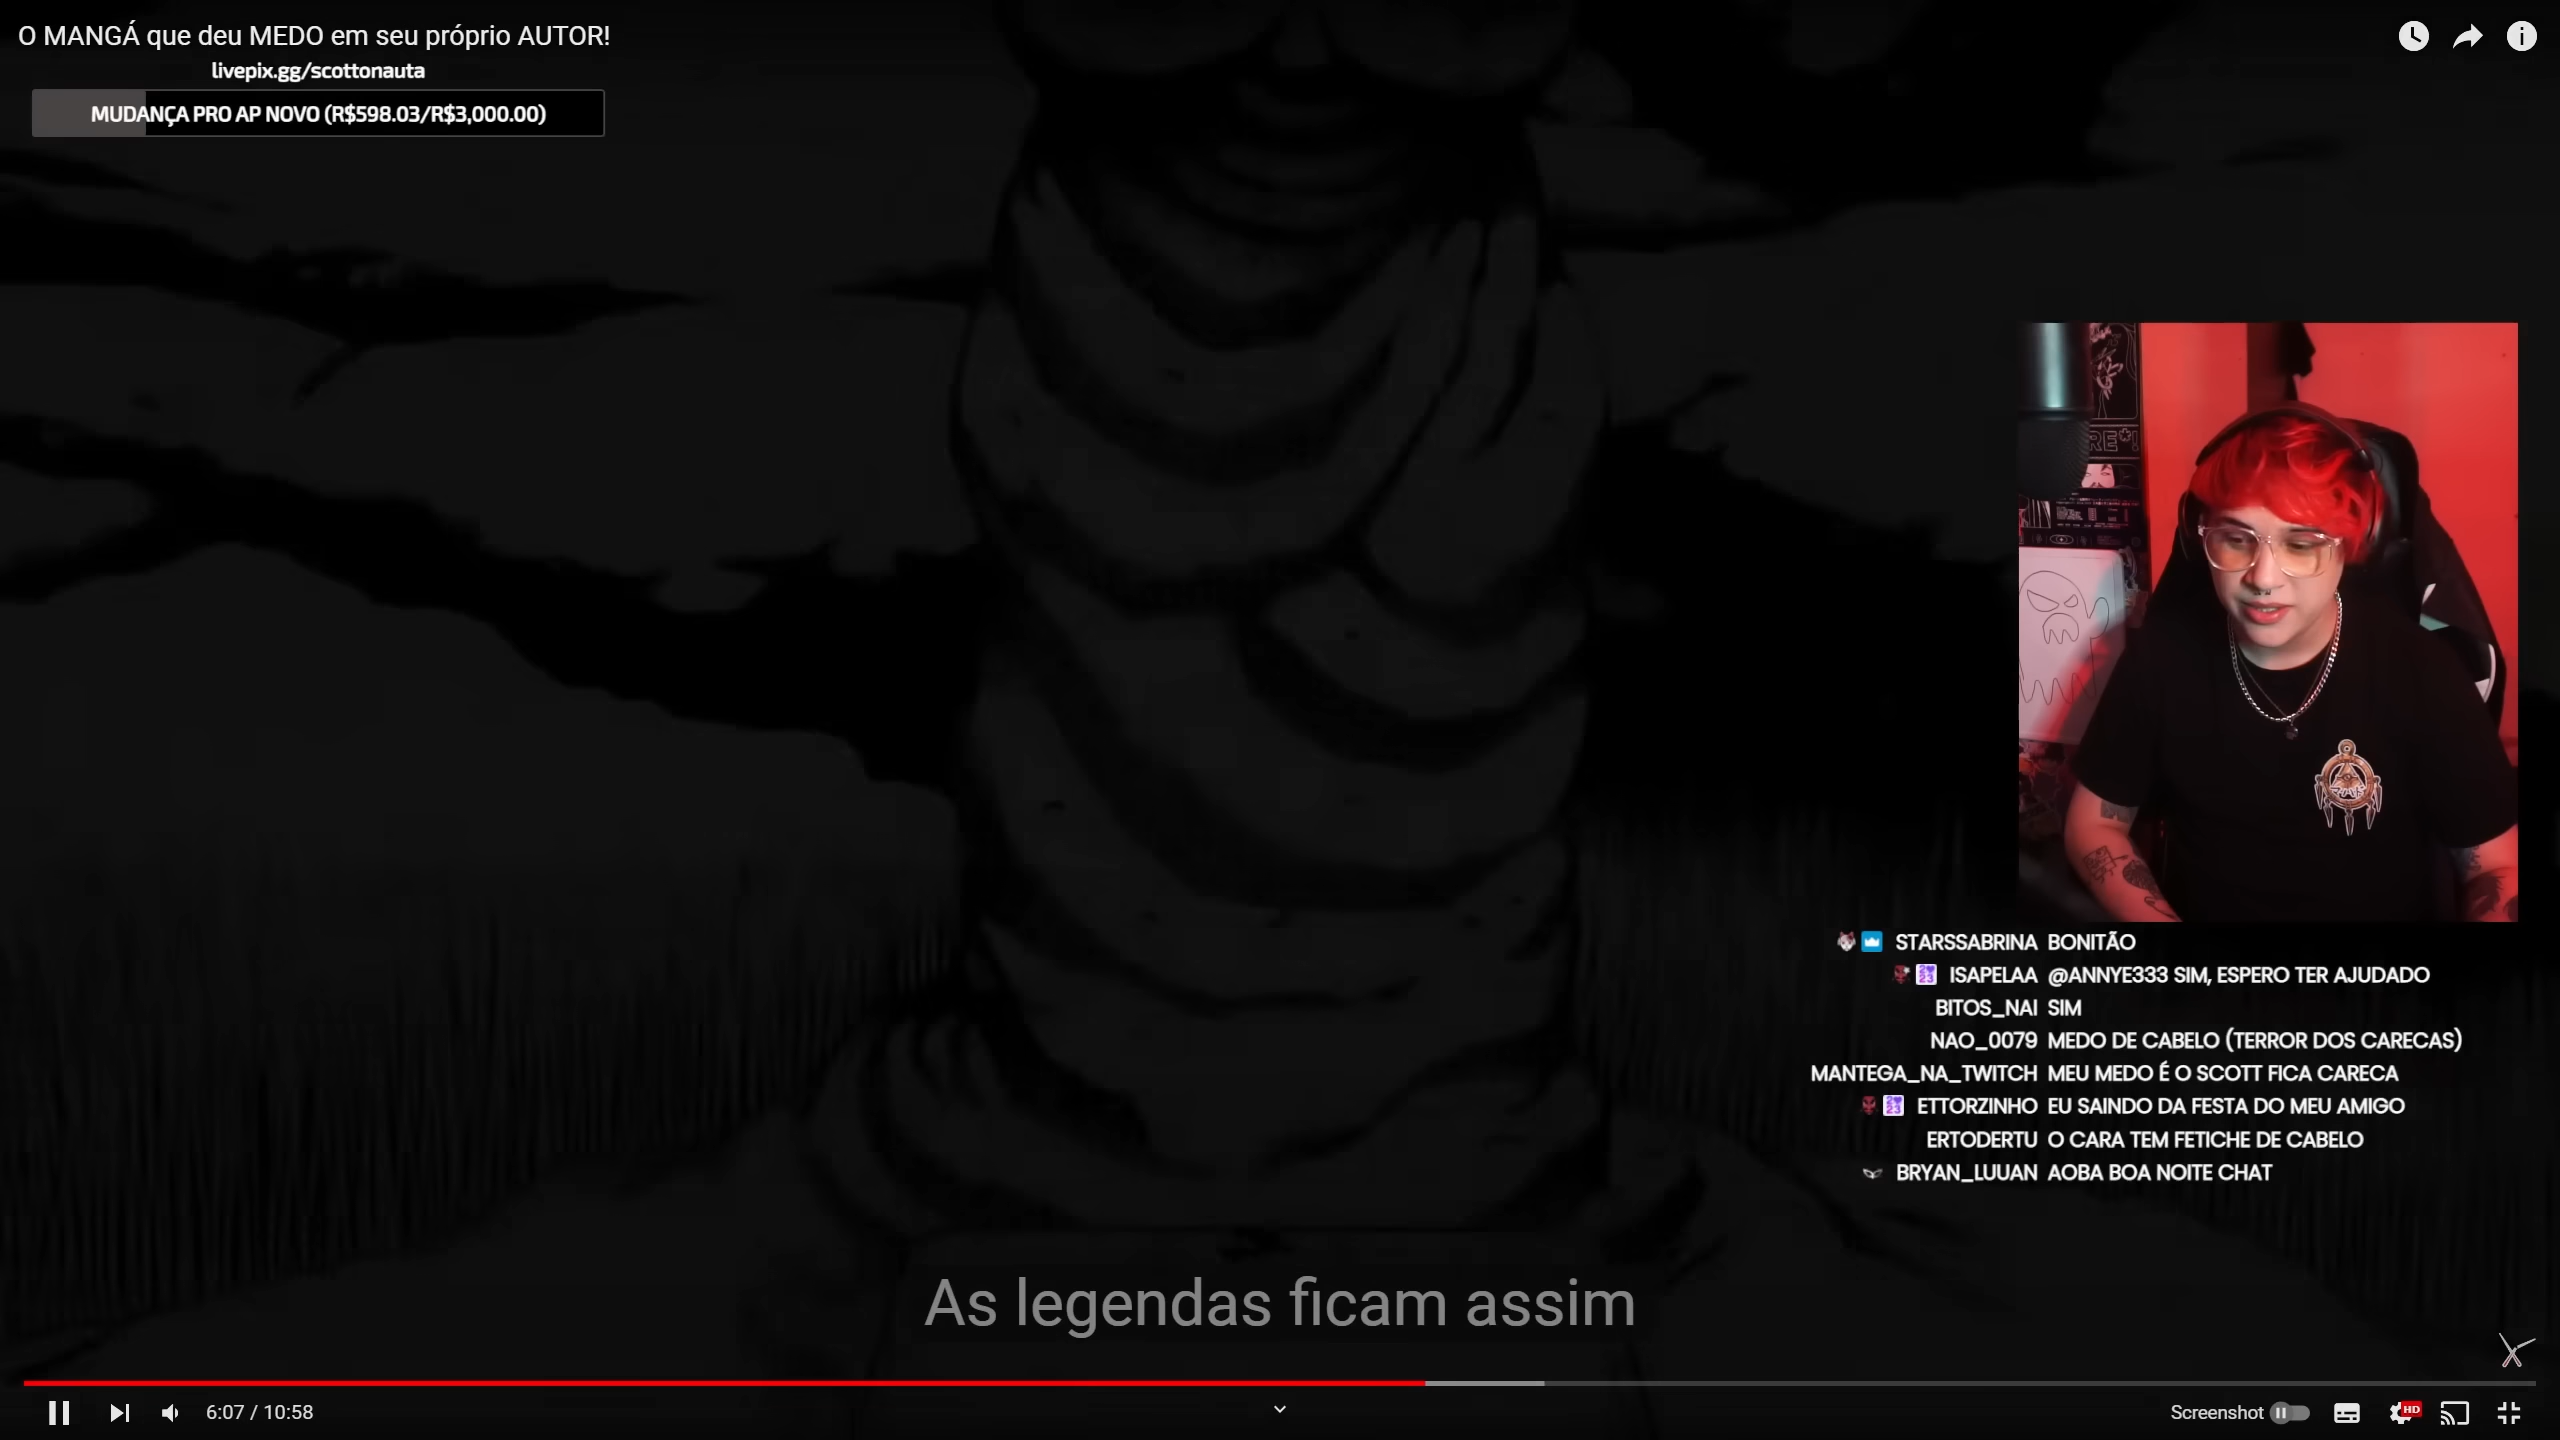 O MANGÁ que deu MEDO em seu próprio AUTOR!
livepix.gg/scottonauta
MUDANÇA PRO AP NOVO (R$598.03/R$3,000.00)
RE*!
STARSSABRINA BONITÃO
ISAPELAA @ANNYE333 SIM, ESPERO TER AJUDADO
BITOS_NAI SIM
NAO_0079 MEDO DE CABELO (TERROR DOS CARECAS)
MANTEGA_NA_TWITCH MEU MEDO É O SCOTT FICA CARECA
ETTORZINHO EU SAINDO DA FESTA DO MEU AMIGO
ERTODERTU O CARA TEM FETICHE DE CABELO
BRYAN_LUUAN AOBA BOA NOITE CHAT
As legendas ficam assim
6:07 / 10:58
Screenshot
HD